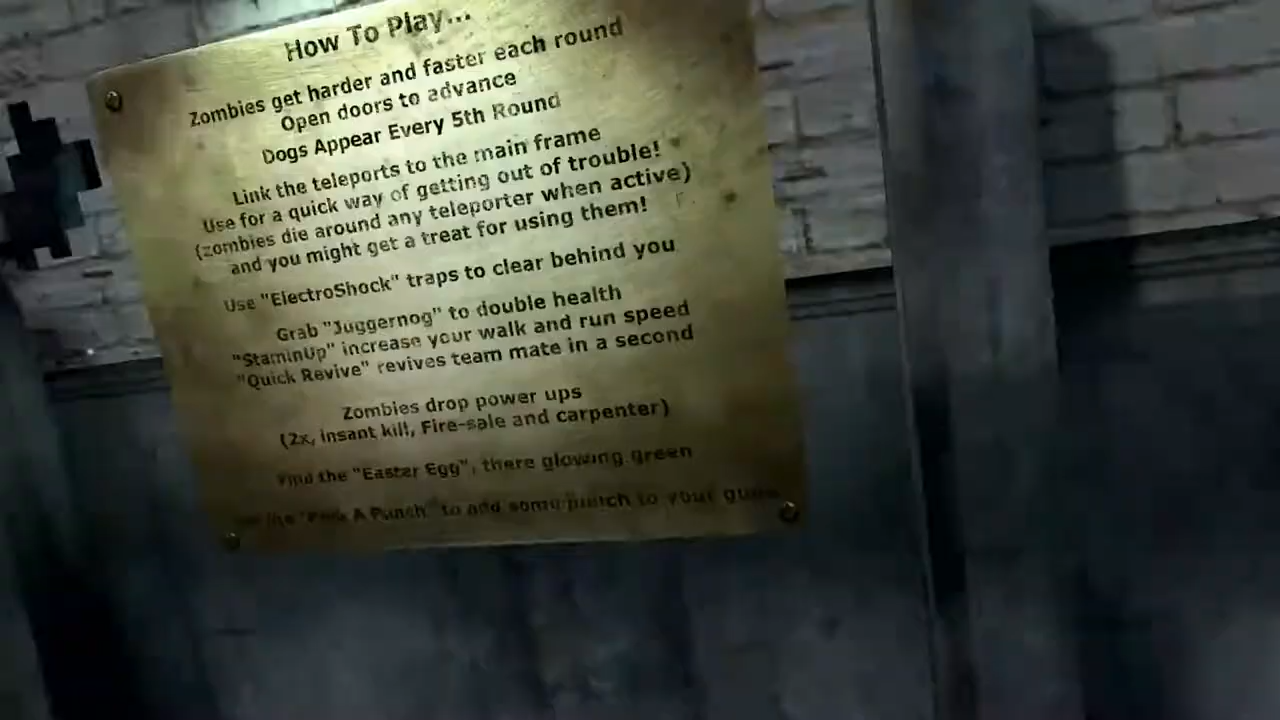 How To Play...
Zombies get harder and faster each round
Open doors to advance
Dogs Appear Every 5th Round
Link the teleports to the main frame
Use for a quick way of getting out of trouble!
(zombies die around any teleporter when active)
and you might get a treat for using them!
Use "ElectroShock" traps to clear behind you
Grab "Juggernog" to double health
"StaminUp" increase your walk and run speed
"Quick Revive" revives team mate in a second
Zombies drop power ups
(2x, insant kill, Fire-sale and carpenter)
Find the "Easter Egg", there glowing green
the "Pack A Punch" to add some punch to your guns